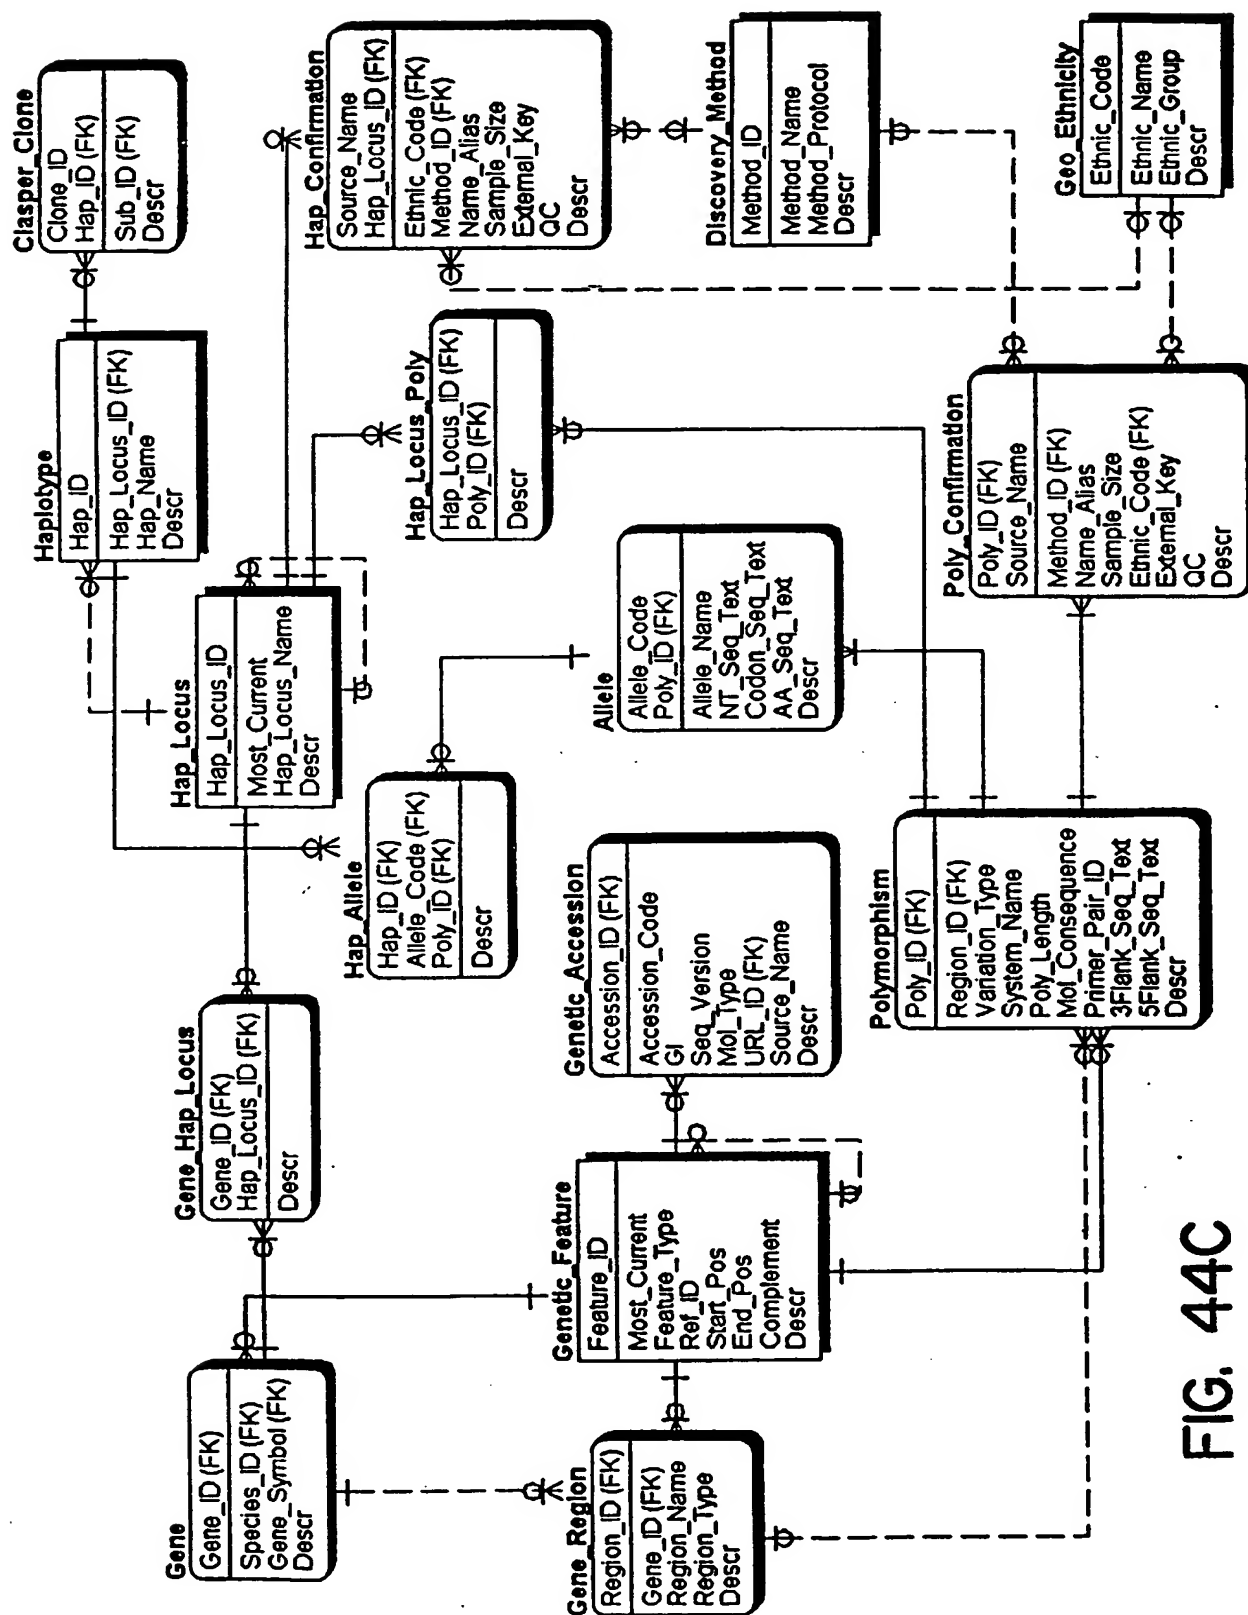 Gene
Gene_ID (FK)
Species_ID (FK)
Gene_Symbol (FK)
Descr
Gene_Hap_Locus
Gene_ID (FK)
Hap_Locus_ID (FK)
Descr
Hap_Locus
Hap_Locus_ID
Most_Current
Hap_Locus_Name
Descr
Haplotype
Hap_ID
Hap_Locus_ID (FK)
Hap_Name
Descr
Clasper_Clone
Clone_ID
Hap_ID (FK)
Sub_ID (FK)
Descr
Hap_Confirmation
Source_Name
Hap_Locus_ID (FK)
Ethnic_Code (FK)
Method_ID (FK)
Name_Alias
Sample_Size
External_Key
QC
Descr
Hap_Allele
Hap_ID (FK)
Allele_Code (FK)
Poly_ID (FK)
Descr
Hap_Locus_Poly
Hap_Locus_ID (FK)
Poly_ID (FK)
Descr
Allele
Allele_Code
Poly_ID (FK)
Allele_Name
NT_Seq_Text
Codon_Seq_Text
AA_Seq_Text
Descr
Discovery_Method
Method_ID
Method_Name
Method_Protocol
Descr
Genetic_Feature
Feature_ID
Most_Current
Feature_Type
Ref_ID
Start_Pos
End_Pos
Complement
Descr
Genetic_Accession
Accession_ID (FK)
Accession_Code
GI
Seq_Version
Mol_Type
URL_ID (FK)
Source_Name
Descr
Gene_Region
Region_ID (FK)
Gene_ID (FK)
Region_Name
Region_Type
Descr
Polymorphism
Poly_ID (FK)
Region_ID (FK)
Variation_Type
System_Name
Poly_Length
Mol_Consequence
Primer_Pair_ID
3Flank_Seq_Text
5Flank_Seq_Text
Descr
Poly_Confirmation
Poly_ID (FK)
Source_Name
Method_ID (FK)
Name_Alias
Sample_Size
Ethnic_Code (FK)
External_Key
QC
Descr
Geo_Ethnicity
Ethnic_Code
Ethnic_Name
Ethnic_Group
Descr
FIG. 44C